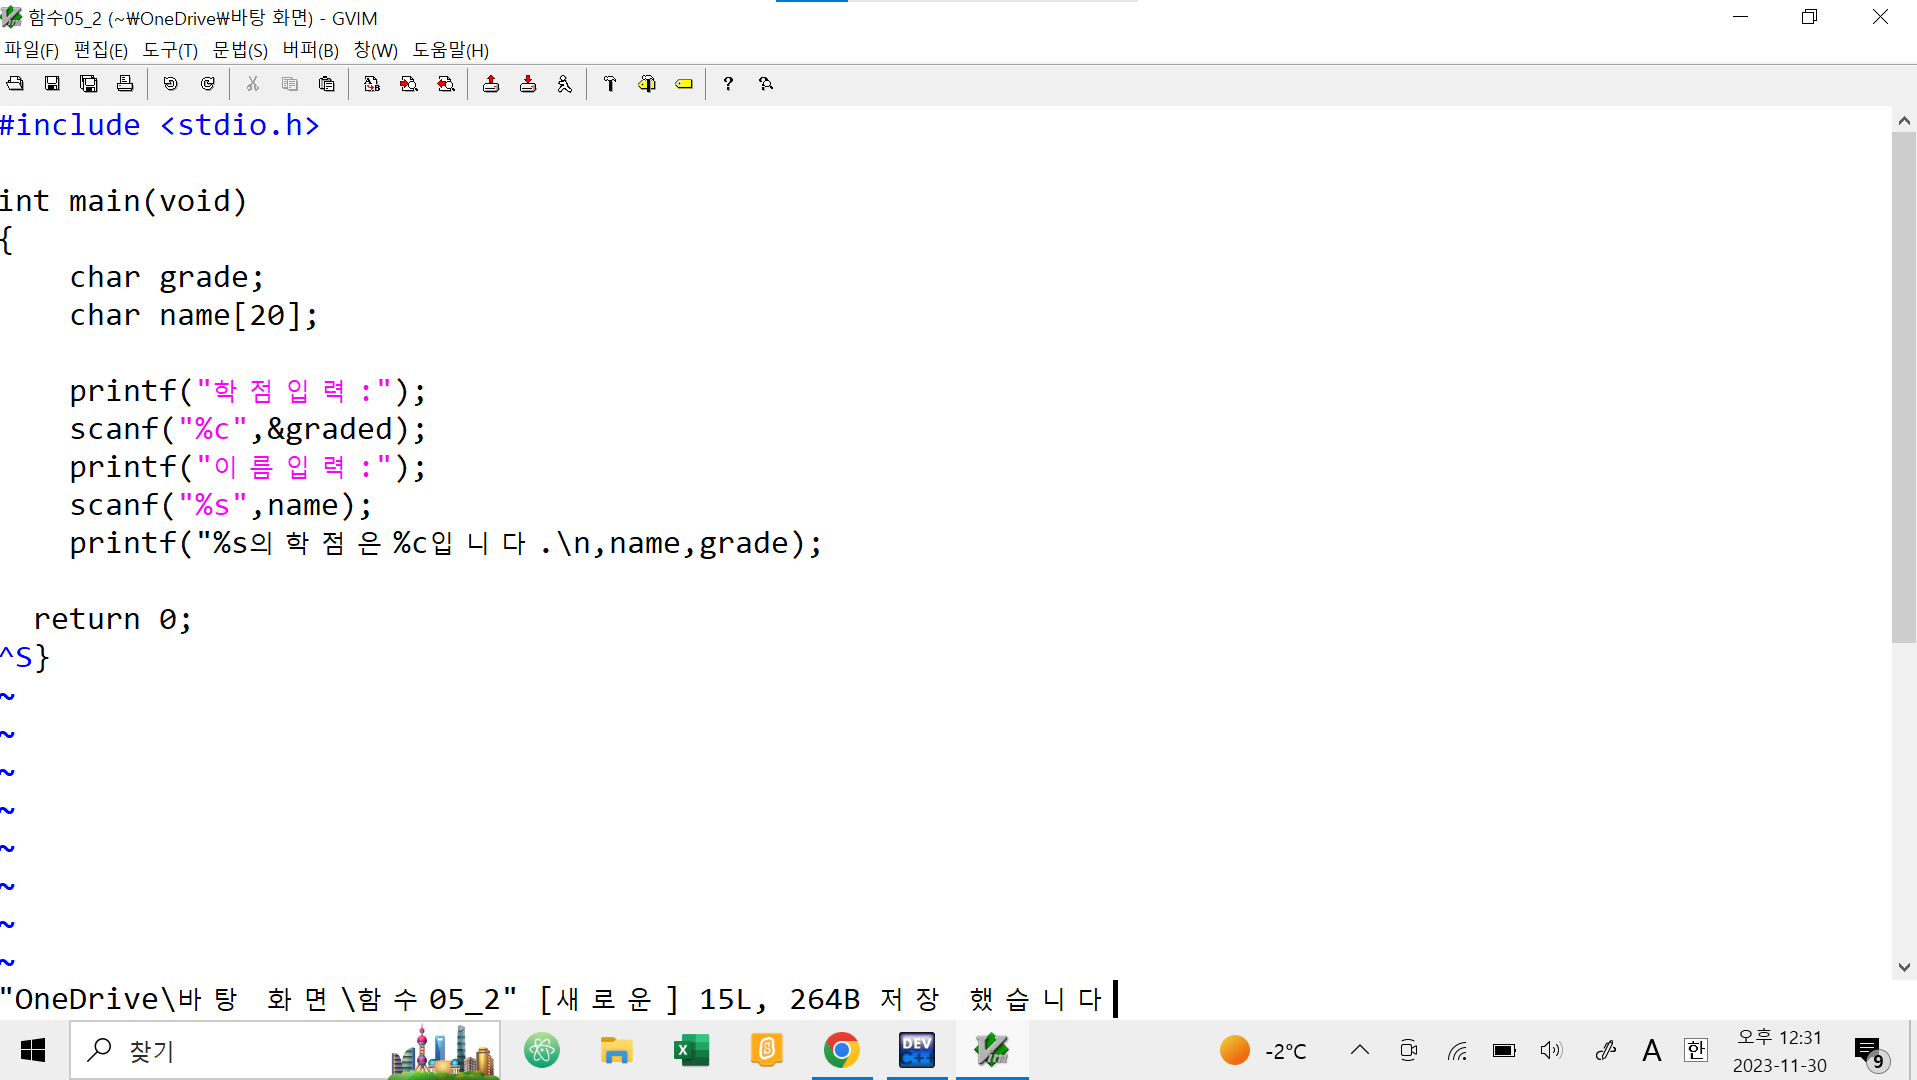 함수05_2 (~\OneDrive\바탕 화면) - GVIM
파일(F) 편집(E) 도구(T) 문법(S) 버퍼(B) 창(W) 도움말(H)
#include <stdio.h>
int main(void)
{
    char grade;
    char name[20];
    printf("학점입력:");
    scanf("%c",&graded);
    printf("이름입력:");
    scanf("%s",name);
    printf("%s의학점은%c입니다.\n,name,grade);
  return 0;
^S}
~
~
~
~
~
~
~
~
"OneDrive\바탕 화면\함수05_2" [새로운] 15L, 264B 저장 했습니다
찾기
DEV C++
-2°C
A
한
오후 12:31
2023-11-30
9